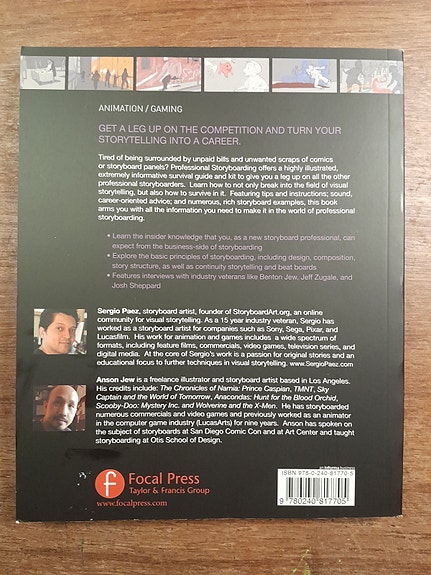 ANIMATION / GAMING
GET A LEG UP ON THE COMPETITION AND TURN YOUR
STORYTELLING INTO A CAREER.
Tired of being surrounded by unpaid bills and unwanted scraps of comics
or storyboard panels? Professional Storyboarding offers a highly illustrated,
extremely informative survival guide and kit to give you a leg up on all the other
professional storyboarders. Learn how to not only break into the field of visual
storytelling, but also how to survive in it. Featuring tips and instructions; sound,
career-oriented advice; and numerous, rich storyboard examples, this book
arms you with all the information you need to make it in the world of professional
storyboarding.
• Learn the insider knowledge that you, as a new storyboard professional, can
expect from the business-side of storyboarding
• Explore the basic principles of storyboarding, including design, composition,
story structure, as well as continuity storytelling and beat boards
• Features interviews with industry veterans like Benton Jew, Jeff Zugale, and
Josh Sheppard
Sergio Paez, storyboard artist, founder of StoryboardArt.org, an online
community for visual storytelling. As a 15 year industry veteran, Sergio has
worked as a storyboard artist for companies such as Sony, Sega, Pixar, and
Lucasfilm. His work for animation and games includes a wide spectrum of
formats, including feature films, commercials, video games, television series, and
digital media. At the core of Sergio's work is a passion for original stories and an
educational focus to further techniques in visual storytelling. www.SergioPaez.com
Anson Jew is a freelance illustrator and storyboard artist based in Los Angeles.
His credits include: The Chronicles of Narnia: Prince Caspian, TMNT, Sky
Captain and the World of Tomorrow, Anacondas: Hunt for the Blood Orchid,
Scooby-Doo: Mystery Inc. and Wolverine and the X-Men. He has storyboarded
numerous commercials and video games and previously worked as an animator
in the computer game industry (LucasArts) for nine years. Anson has spoken on
the subject of storyboards at San Diego Comic Con and at Art Center and taught
storyboarding at Otis School of Design.
Focal Press
Taylor & Francis Group
www.focalpress.com
ISBN 978-0-240-81770-5
9 780240 817705